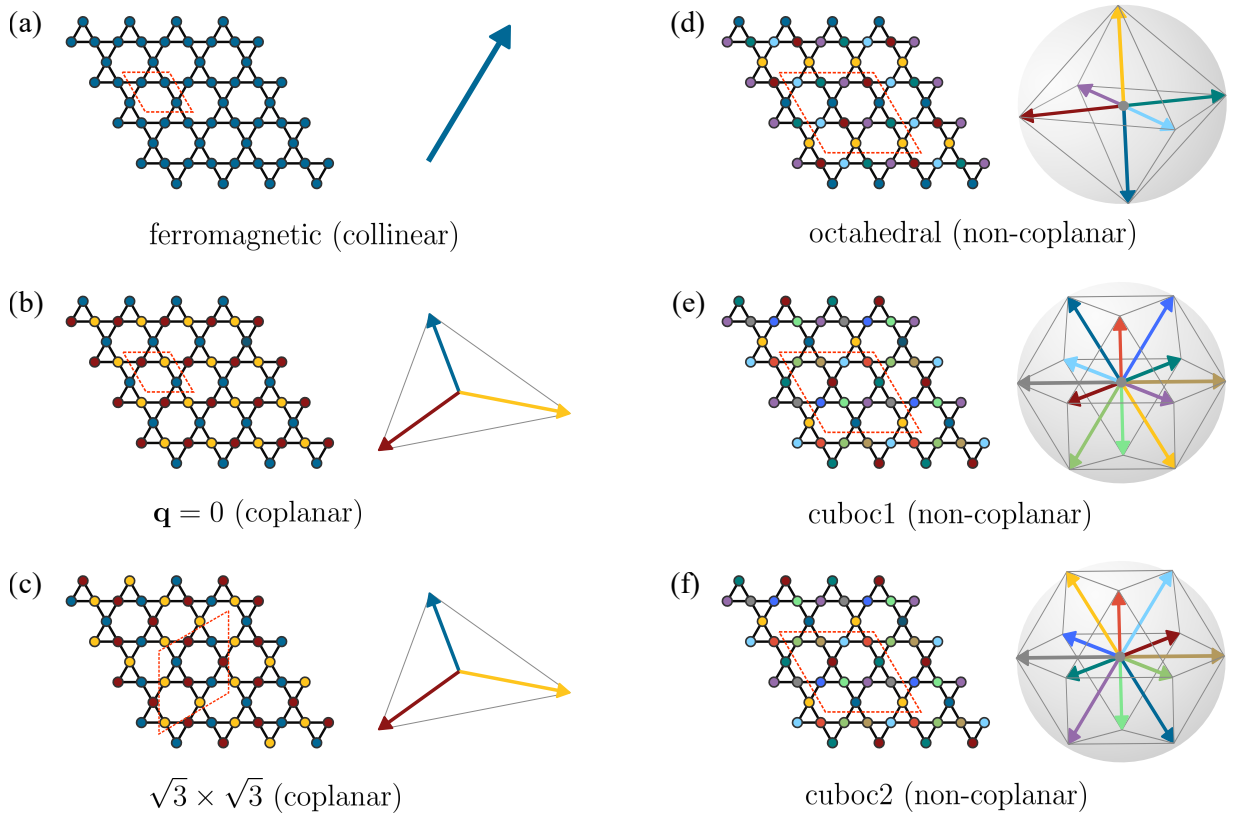 (a)
ferromagnetic (collinear)
(b)
q = 0 (coplanar)
(c)
√3 × √3 (coplanar)
(d)
octahedral (non-coplanar)
(e)
cuboc1 (non-coplanar)
(f)
cuboc2 (non-coplanar)